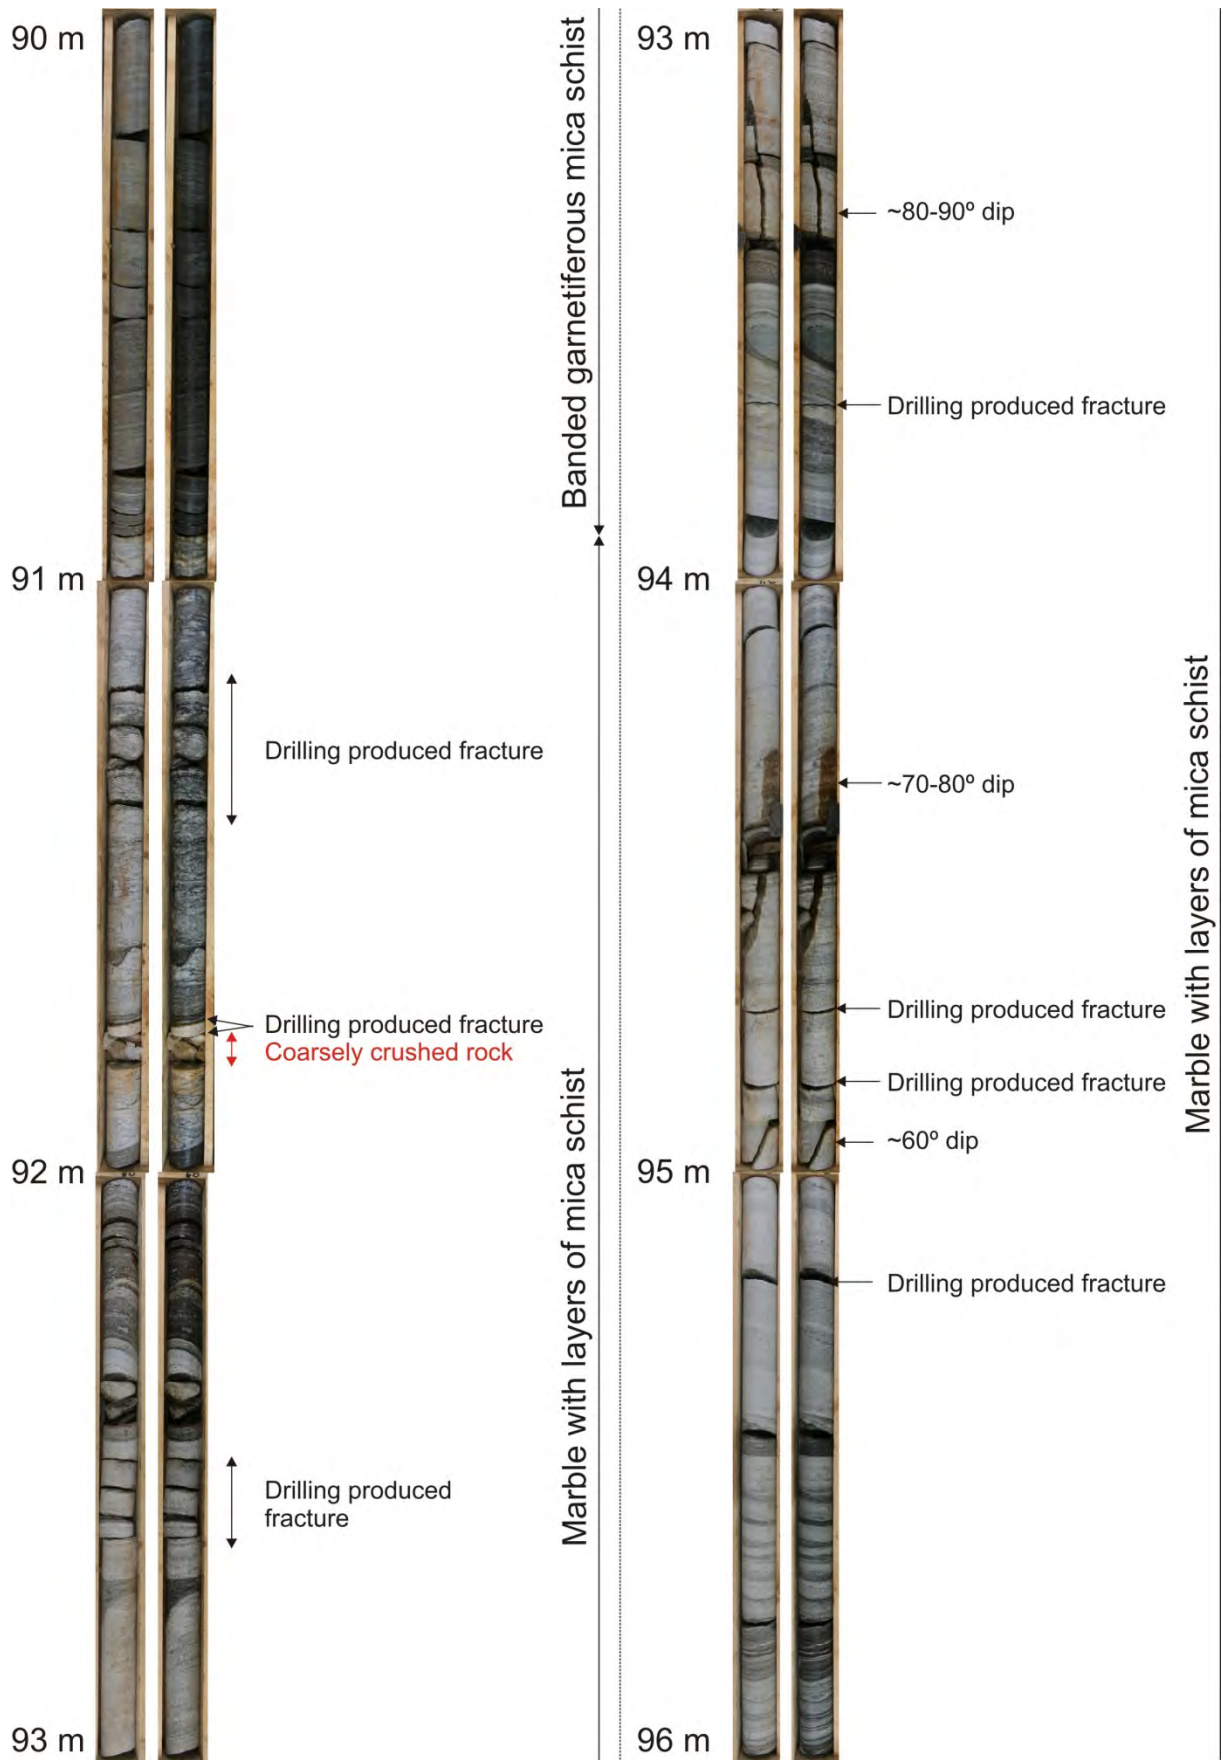 90 m
Banded garnetiferous mica schist
91 m
Drilling produced fracture
Drilling produced fracture
Coarsely crushed rock
92 m
Marble with layers of mica schist
Drilling produced
fracture
93 m
93 m
~80-90º dip
Drilling produced fracture
94 m
Marble with layers of mica schist
~70-80º dip
Drilling produced fracture
Drilling produced fracture
~60º dip
95 m
Drilling produced fracture
96 m